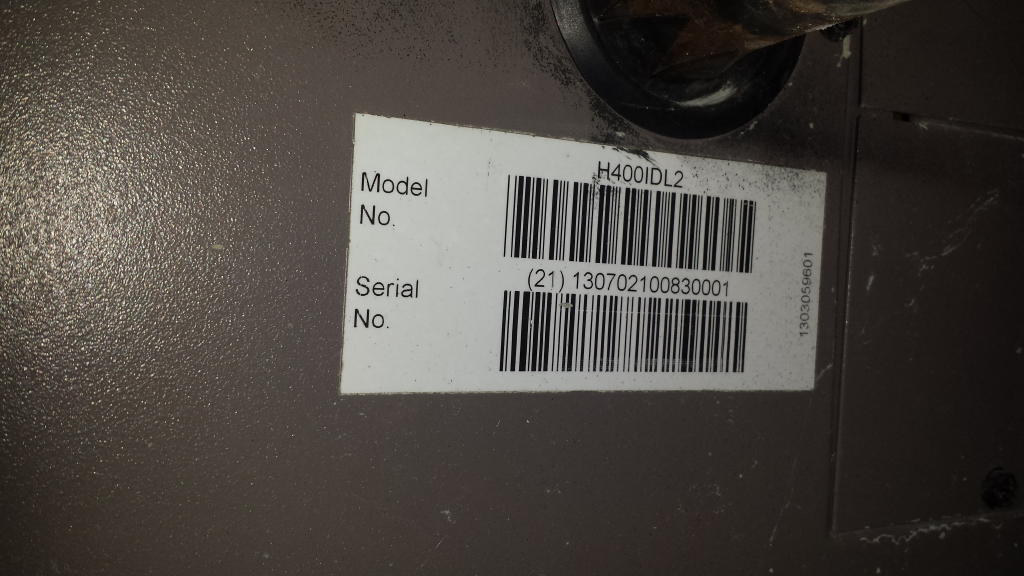 H400IDL2
Model
No.
(21) 130702100830001
Serial
No.
1303059601